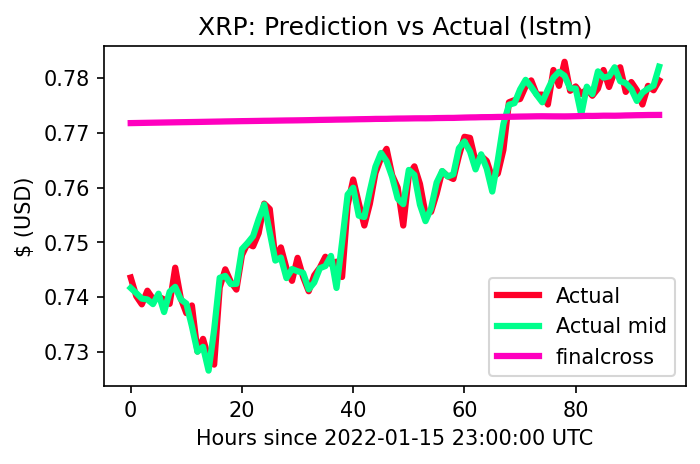 XRP: Prediction vs Actual (lstm)
$ (USD)
0.78
0.77
0.76
0.75
0.74
0.73
Actual
Actual mid
finalcross
0 20 40 60 80
Hours since 2022-01-15 23:00:00 UTC